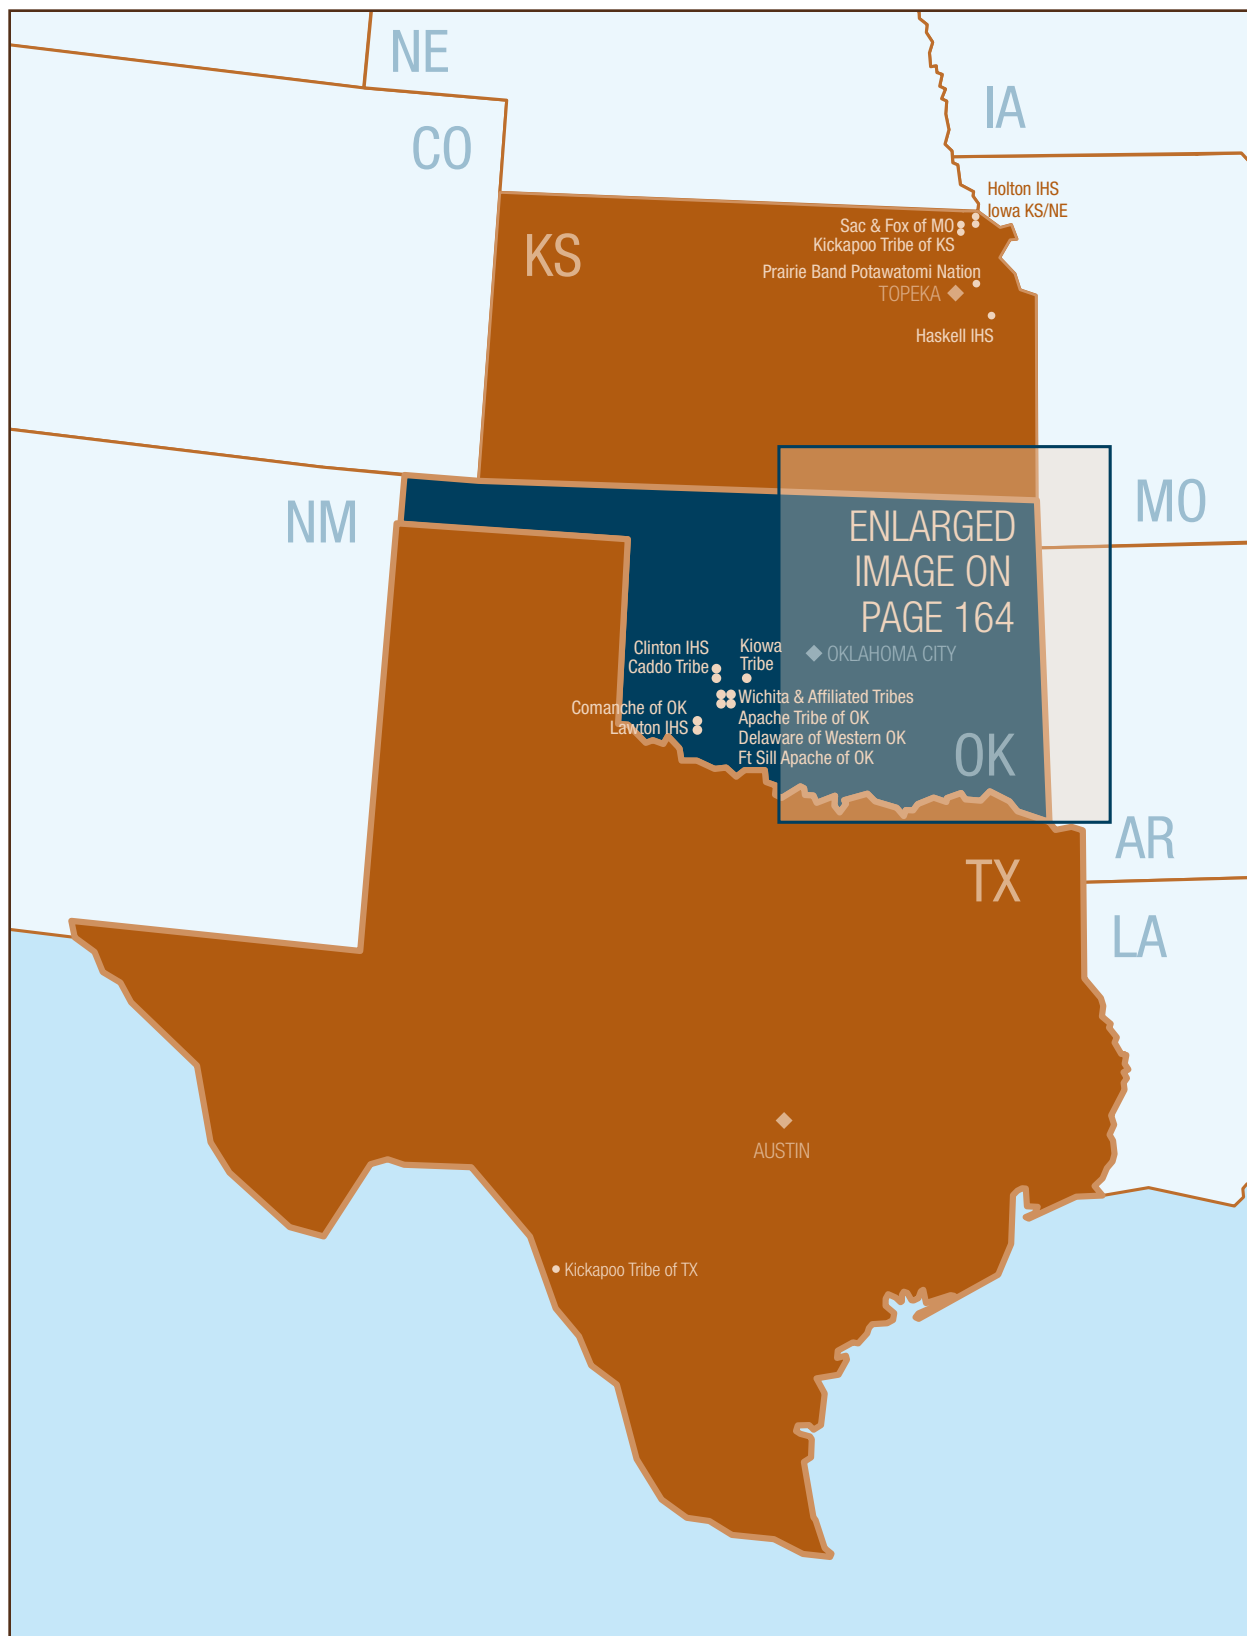 NE
IA
CO
Holton IHS
Iowa KS/NE
Sac & Fox of MO
Kickapoo Tribe of KS
KS
Prairie Band Potawatomi Nation
TOPEKA
Haskell IHS
NM
MO
ENLARGED
IMAGE ON
PAGE 164
Clinton IHS
Caddo Tribe
Kiowa
Tribe
OKLAHOMA CITY
Wichita & Affiliated Tribes
Comanche of OK
Lawton IHS
Apache Tribe of OK
Delaware of Western OK
Ft Sill Apache of OK
OK
AR
TX
LA
AUSTIN
Kickapoo Tribe of TX